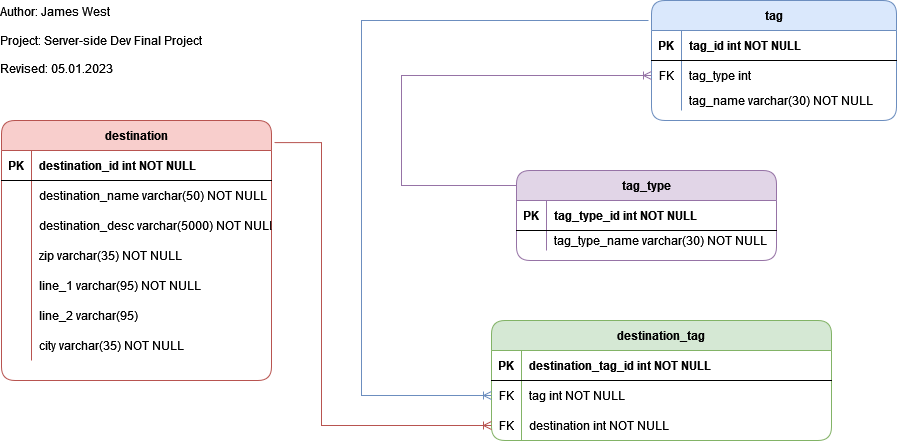 Author: James West
Project: Server-side Dev Final Project
Revised: 05.01.2023
tag
PK tag_id int NOT NULL
FK tag_type int
tag_name varchar(30) NOT NULL
destination
PK destination_id int NOT NULL
destination_name varchar(50) NOT NULL
destination_desc varchar(5000) NOT NUL
zip varchar(35) NOT NULL
line_1 varchar(95) NOT NULL
line_2 varchar(95)
city varchar(35) NOT NULL
tag_type
PK tag_type_id int NOT NULL
tag_type_name varchar(30) NOT NULL
destination_tag
PK destination_tag_id int NOT NULL
FK tag int NOT NULL
FK destination int NOT NULL